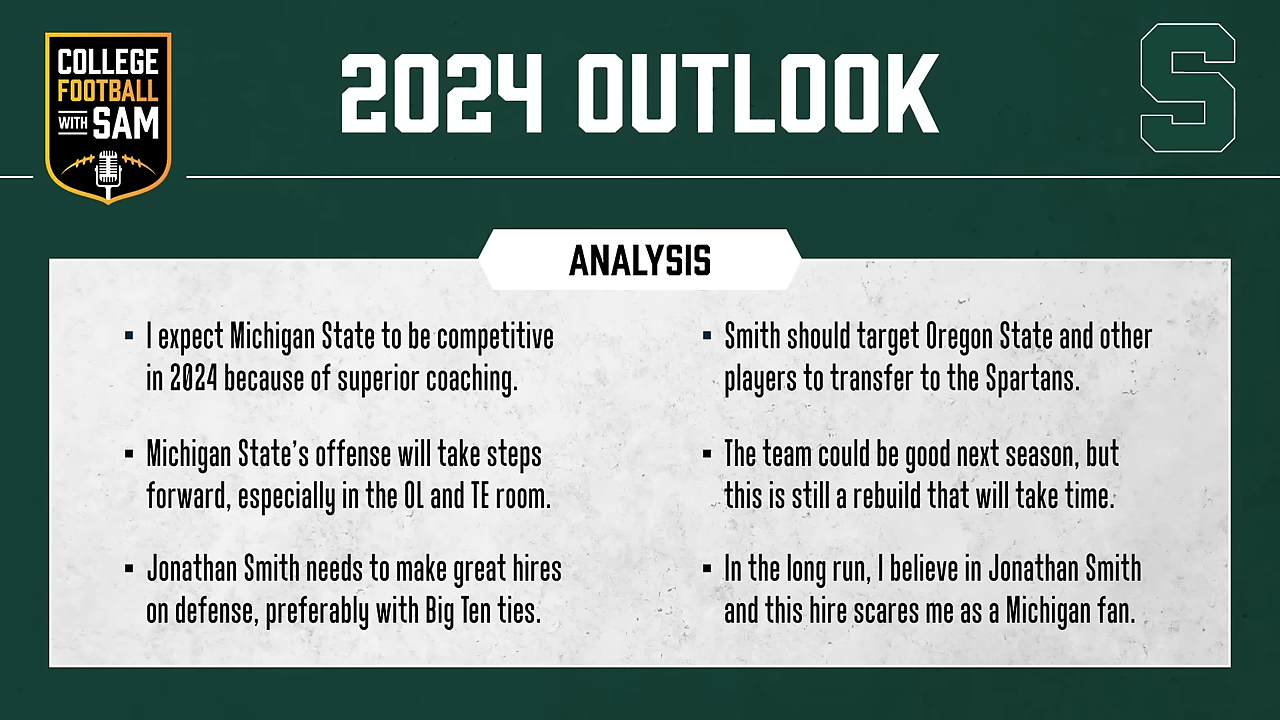 COLLEGE
FOOTBALL
WITH SAM
2024 OUTLOOK
S
ANALYSIS
▪ I expect Michigan State to be competitive
in 2024 because of superior coaching.
▪ Michigan State's offense will take steps
forward, especially in the OL and TE room.
▪ Jonathan Smith needs to make great hires
on defense, preferably with Big Ten ties.
▪ Smith should target Oregon State and other
players to transfer to the Spartans.
▪ The team could be good next season, but
this is still a rebuild that will take time.
▪ In the long run, I believe in Jonathan Smith
and this hire scares me as a Michigan fan.